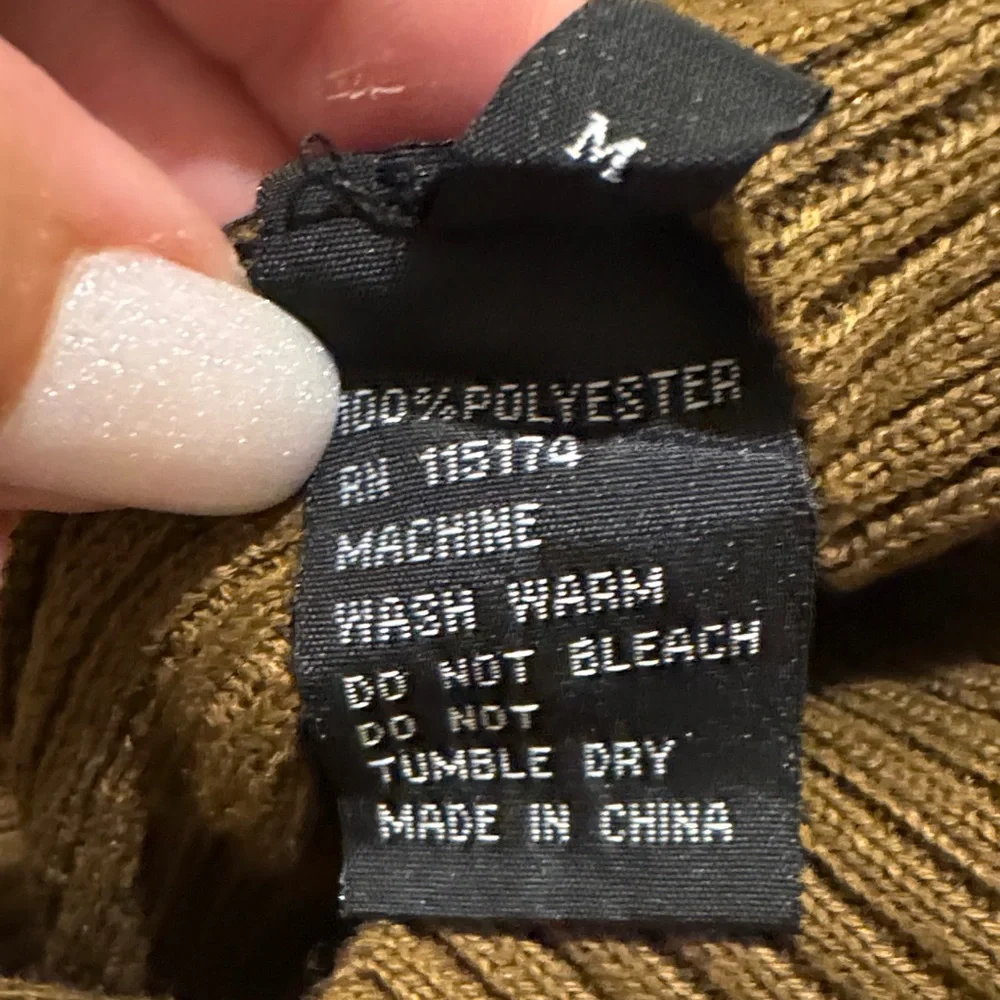 M
100%POLYESTER
RN 115174
MACHINE
WASH WARM
DO NOT BLEACH
DO NOT
TUMBLE DRY
MADE IN CHINA